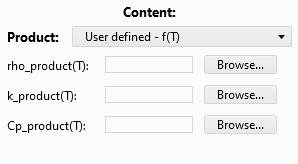 Content:
Product: User defined - f(T)
rho_product(T): Browse...
k_product(T): Browse...
Cp_product(T): Browse...